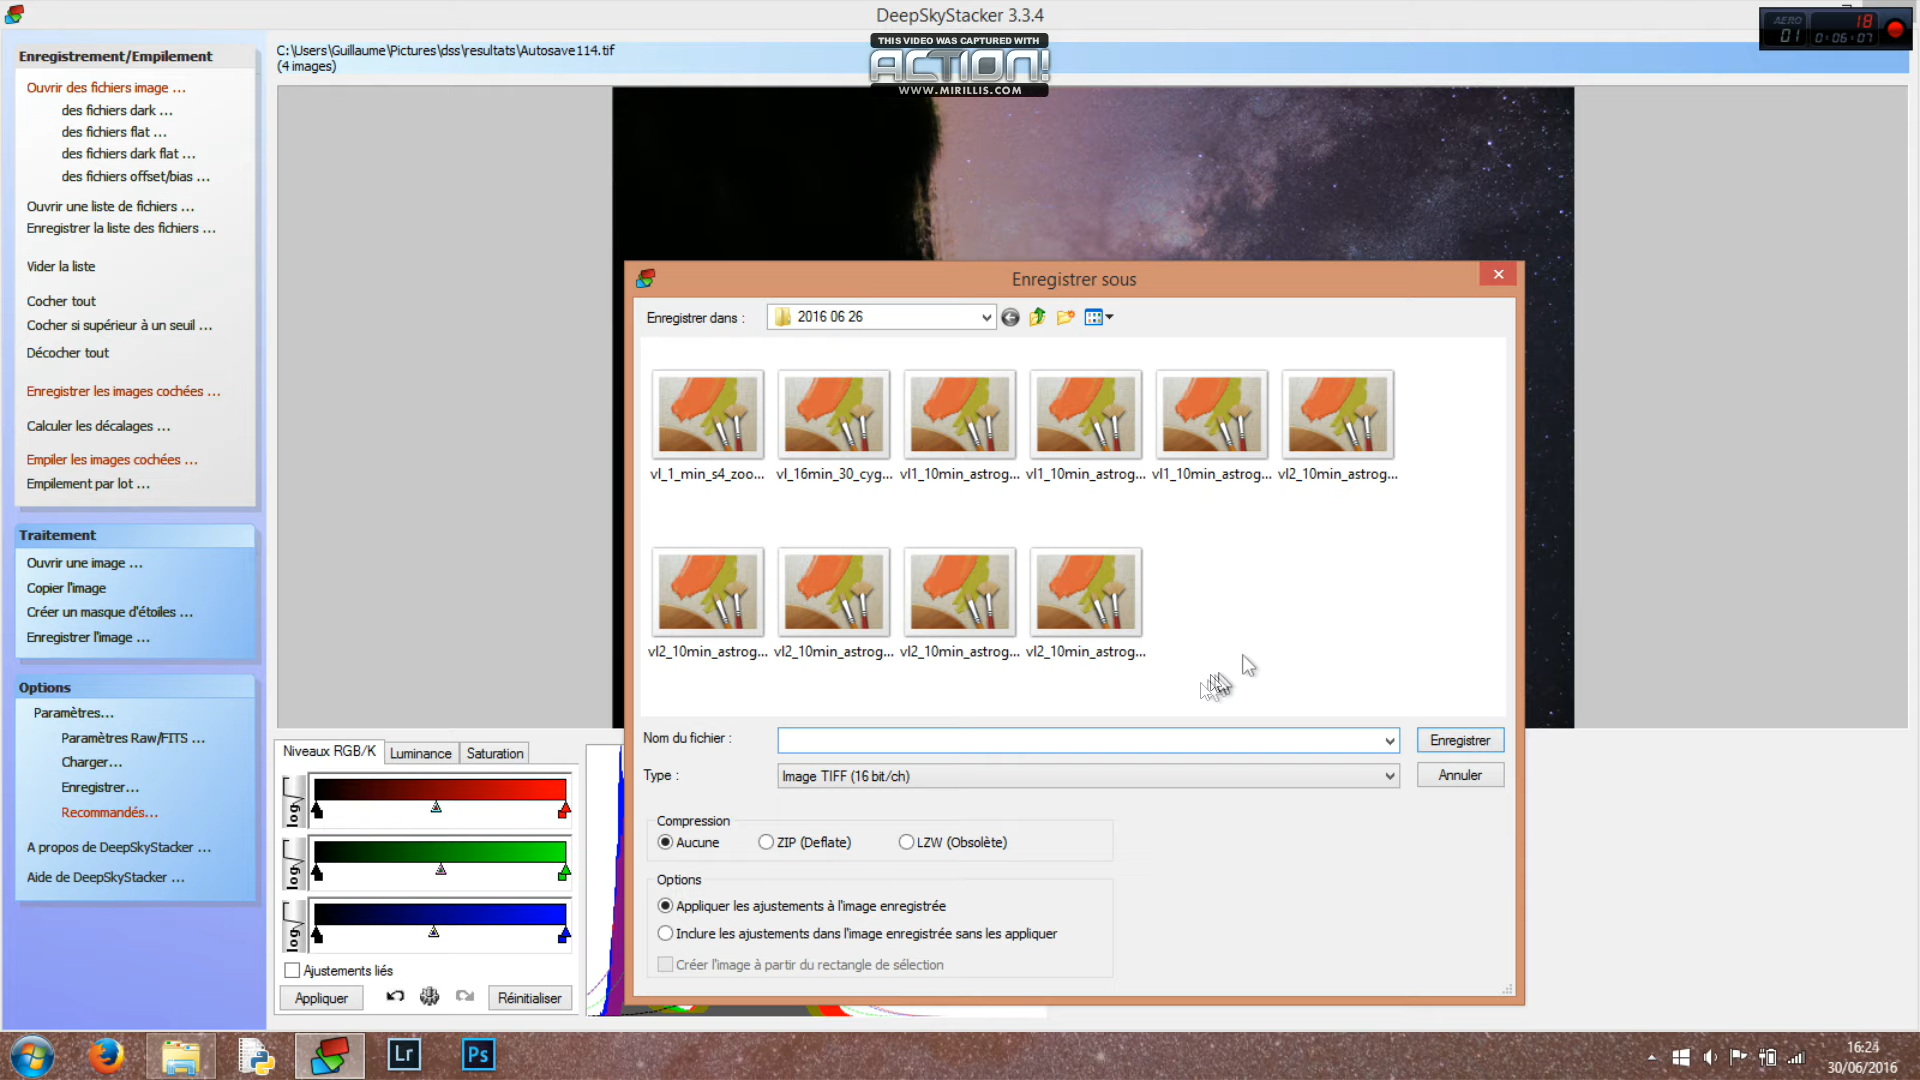 DeepSkyStacker 3.3.4
AERO
01
18
0:06:07
THIS VIDEO WAS CAPTURED WITH
ACTION!
WWW.MIRILLIS.COM
C:\Users\Guillaume\Pictures\dss\resultats\Autosave114.tif
(4 images)
Enregistrement/Empilement
Ouvrir des fichiers image ...
des fichiers dark ...
des fichiers flat ...
des fichiers dark flat ...
des fichiers offset/bias ...
Ouvrir une liste de fichiers ...
Enregistrer la liste des fichiers ...
Vider la liste
Cocher tout
Cocher si supérieur à un seuil ...
Décocher tout
Enregistrer les images cochées ...
Calculer les décalages ...
Empiler les images cochées ...
Empilement par lot ...
Traitement
Ouvrir une image ...
Copier l'image
Créer un masque d'étoiles ...
Enregistrer l'image ...
Options
Paramètres...
Paramètres Raw/FITS ...
Charger...
Enregistrer...
Recommandés...
A propos de DeepSkyStacker ...
Aide de DeepSkyStacker ...
Niveaux RGB/K
Luminance
Saturation
log
log
log
Ajustements liés
Appliquer
Réinitialiser
Enregistrer sous
Enregistrer dans :
2016 06 26
vl_1_min_s4_zoo...
vl_16min_30_cyg...
vl1_10min_astrog...
vl1_10min_astrog...
vl1_10min_astrog...
vl2_10min_astrog...
vl2_10min_astrog...
vl2_10min_astrog...
vl2_10min_astrog...
vl2_10min_astrog...
Nom du fichier :
Enregistrer
Type :
Image TIFF (16 bit/ch)
Annuler
Compression
Aucune
ZIP (Deflate)
LZW (Obsolète)
Options
Appliquer les ajustements à l'image enregistrée
Inclure les ajustements dans l'image enregistrée sans les appliquer
Créer l'image à partir du rectangle de sélection
Lr
Ps
16:24
30/06/2016